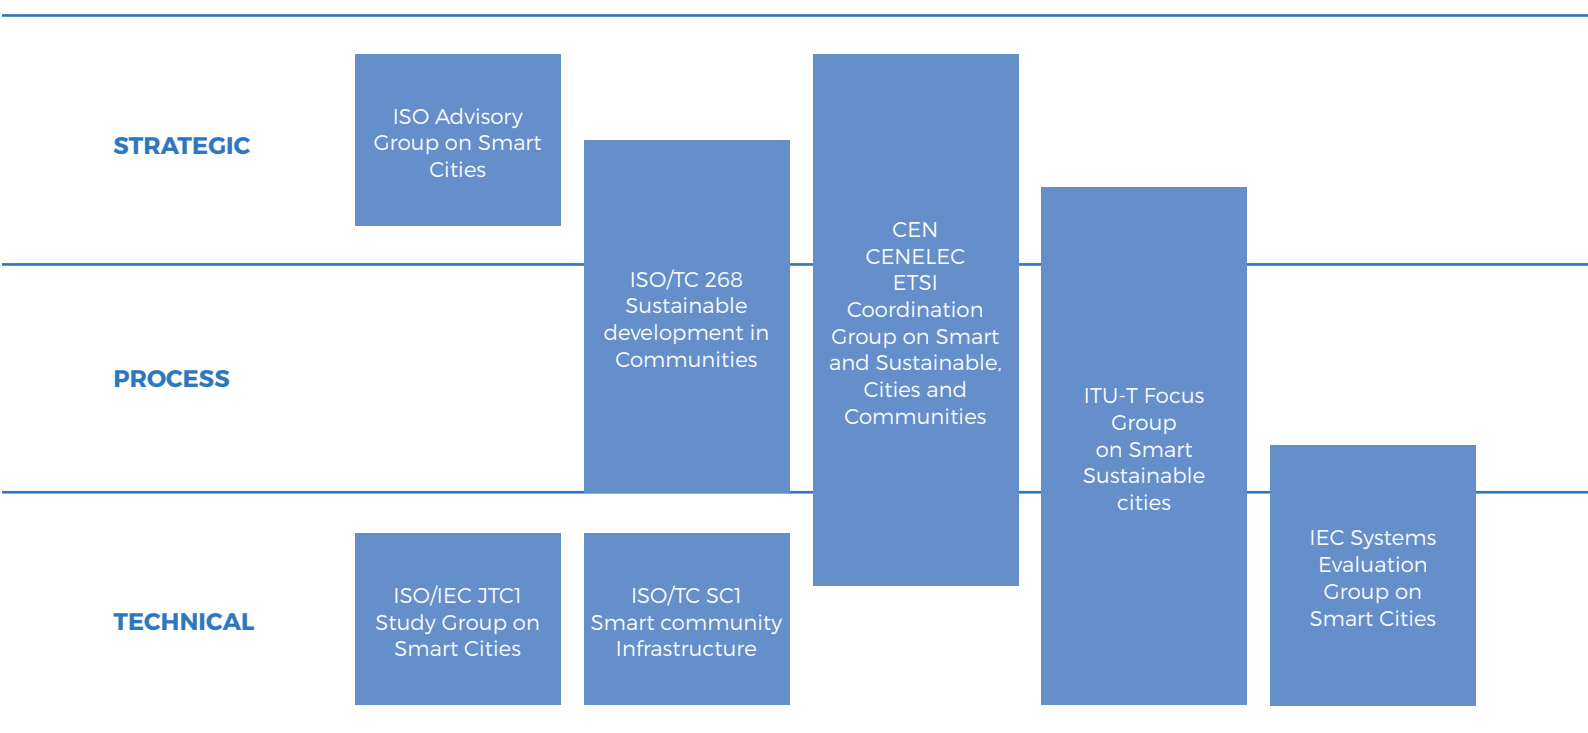 STRATEGIC
ISO Advisory
Group on Smart
Cities
ISO/TC 268
Sustainable
development in
Communities
CEN
CENELEC
ETSI
Coordination
Group on Smart
and Sustainable,
Cities and
Communities
PROCESS
ITU-T Focus
Group
on Smart
Sustainable
cities
TECHNICAL
ISO/IEC JTC1
Study Group on
Smart Cities
ISO/TC SC1
Smart community
Infrastructure
IEC Systems
Evaluation
Group on
Smart Cities